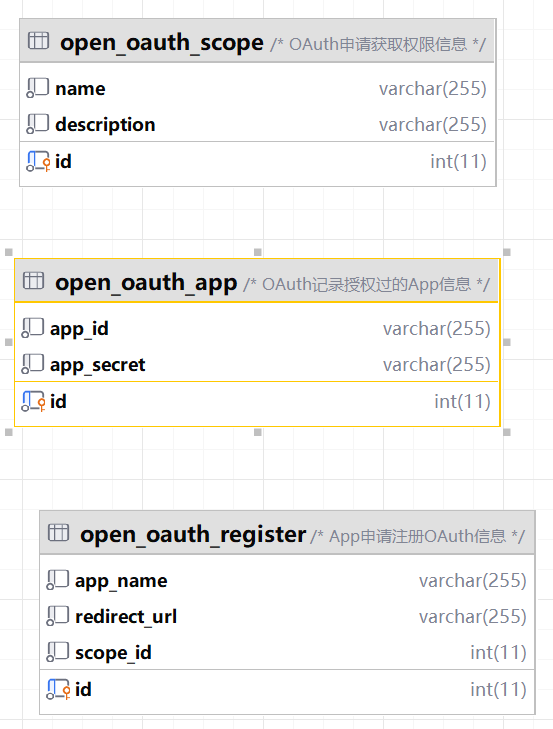 open_oauth_scope /* OAuth申请获取权限信息 */
name varchar(255)
description varchar(255)
id int(11)
open_oauth_app /* OAuth记录授权过的App信息 */
app_id varchar(255)
app_secret varchar(255)
id int(11)
open_oauth_register /* App申请注册OAuth信息 */
app_name varchar(255)
redirect_url varchar(255)
scope_id int(11)
id int(11)